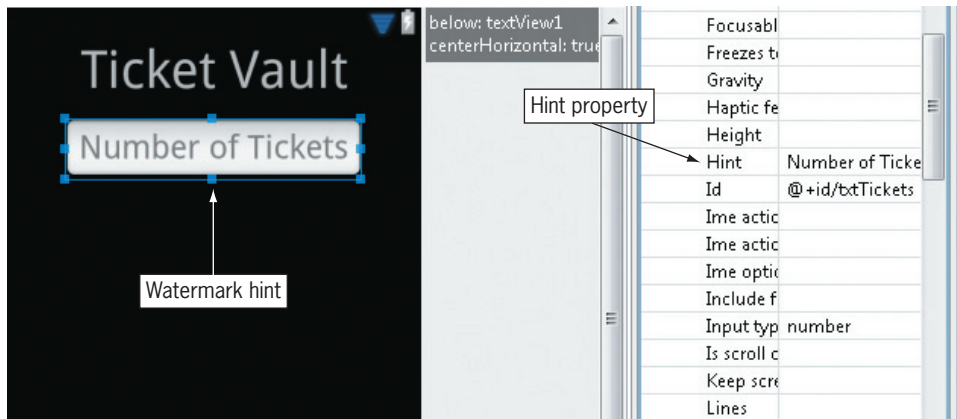 Ticket Vault
Number of Tickets
Watermark hint
below: textView1
centerHorizontal: true
Hint property
Focusabl
Freezes t
Gravity
Haptic fe
Height
Hint Number of Ticke
Id @+id/txtTickets
Ime actic
Ime actic
Ime optic
Include f
Input typ number
Is scroll c
Keep scre
Lines